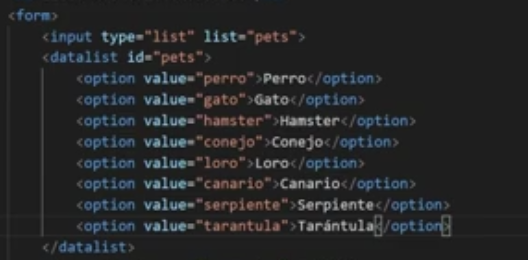 <form>
<input type="list" list="pets">
<datalist id="pets">
<option value="perro">Perro</option>
<option value="gato">Gato</option>
<option value="hamster">Hamster</option>
<option value="conejo">Conejo</option>
<option value="loro">Loro</option>
<option value="canario">Canario</option>
<option value="serpiente">Serpiente</option>
<option value="tarantula">Tarántula</option>
</datalist>